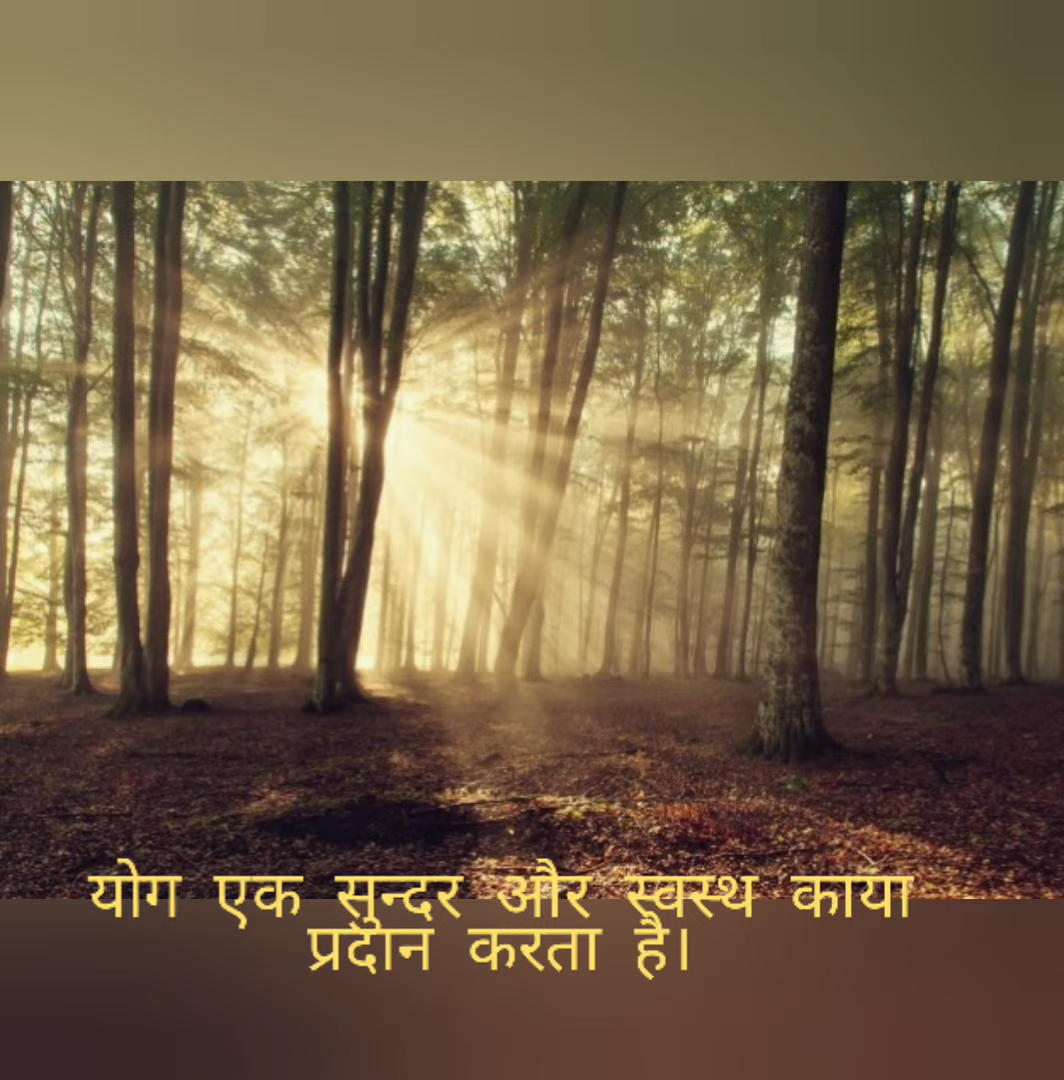 योग एक सुन्दर और स्वस्थ काया
प्रदान करता है।